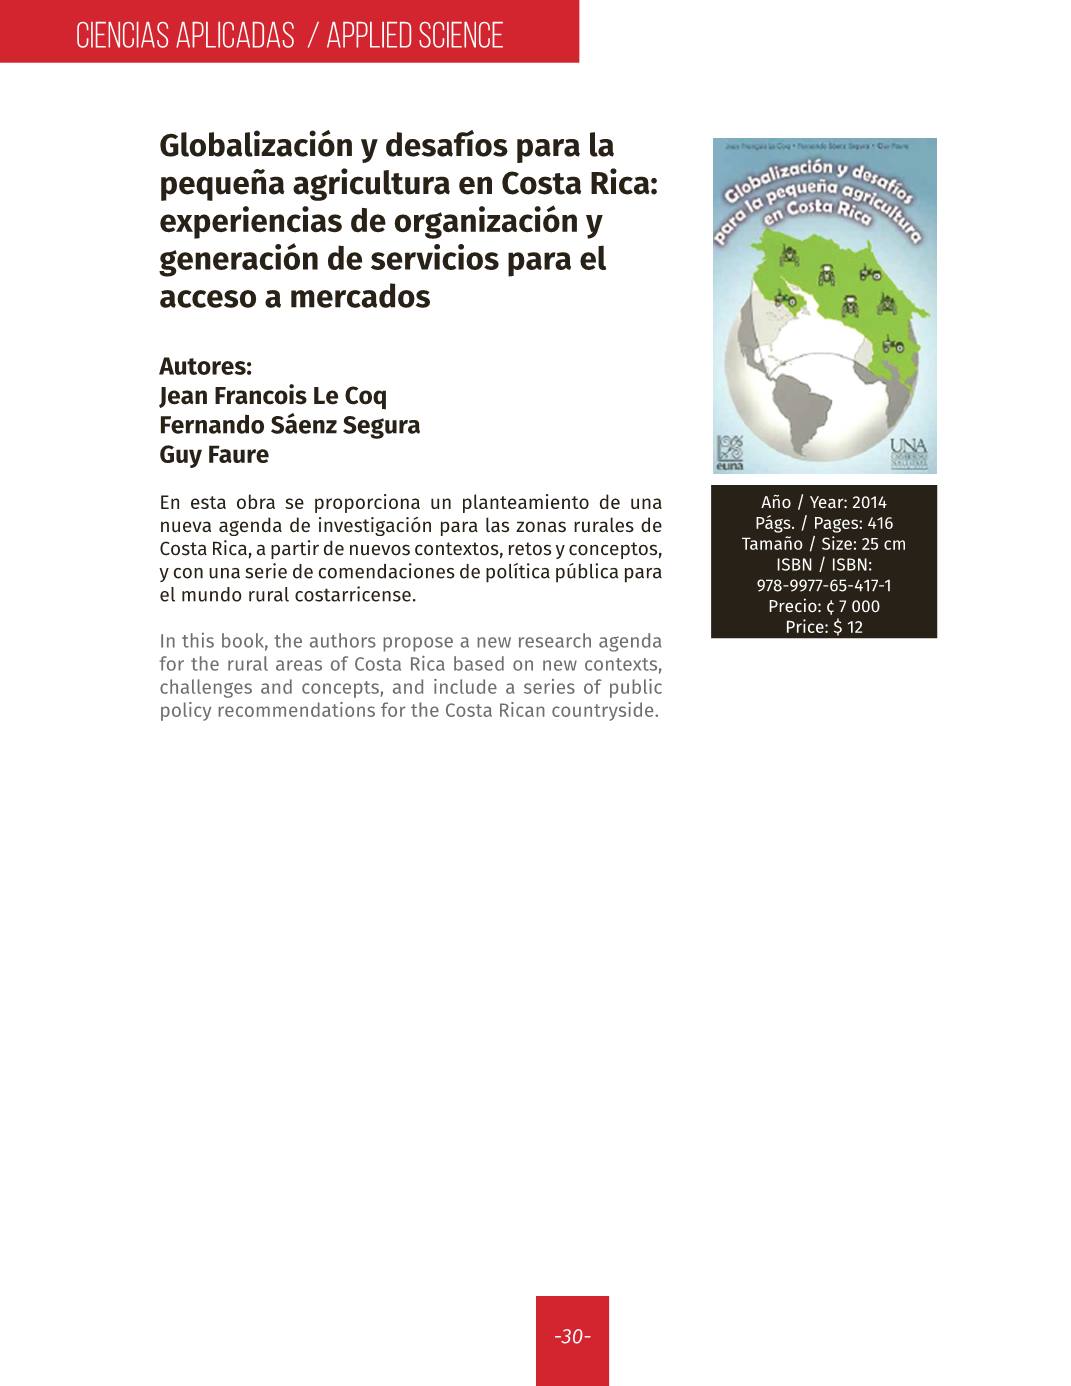 CIENCIAS APLICADAS / APPLIED SCIENCE
Globalización y desafíos para la
pequeña agricultura en Costa Rica:
experiencias de organización y
generación de servicios para el
acceso a mercados
Autores:
Jean Francois Le Coq
Fernando Sáenz Segura
Guy Faure
En esta obra se proporciona un planteamiento de una
nueva agenda de investigación para las zonas rurales de
Costa Rica, a partir de nuevos contextos, retos y conceptos,
y con una serie de comendaciones de política pública para
el mundo rural costarricense.
In this book, the authors propose a new research agenda
for the rural areas of Costa Rica based on new contexts,
challenges and concepts, and include a series of public
policy recommendations for the Costa Rican countryside.
Jean François Le Coq • Fernando Sáenz Segura • Guy Faure
Globalización y desafíos
para la pequeña agricultura
en Costa Rica
euna
UNA
Año / Year: 2014
Págs. / Pages: 416
Tamaño / Size: 25 cm
ISBN / ISBN:
978-9977-65-417-1
Precio: ¢ 7 000
Price: $ 12
-30-